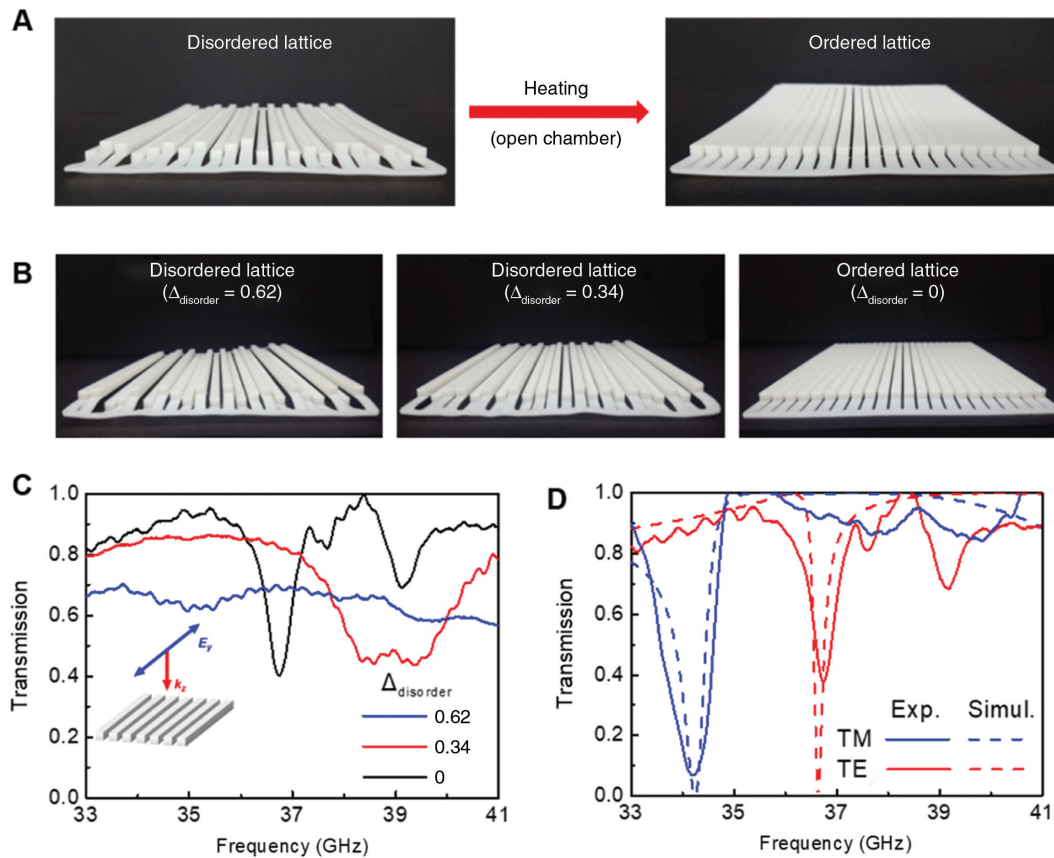 A
Disordered lattice
Heating
(open chamber)
Ordered lattice
B
Disordered lattice
(Δdisorder = 0.62)
Disordered lattice
(Δdisorder = 0.34)
Ordered lattice
(Δdisorder = 0)
C
Transmission
1.0
0.8
0.6
0.4
0.2
0.0
Ey
kz
Δdisorder
0.62
0.34
0
33 35 37 39 41
Frequency (GHz)
D
Transmission
1.0
0.8
0.6
0.4
0.2
0.0
Exp. Simul.
TM
TE
33 35 37 39 41
Frequency (GHz)